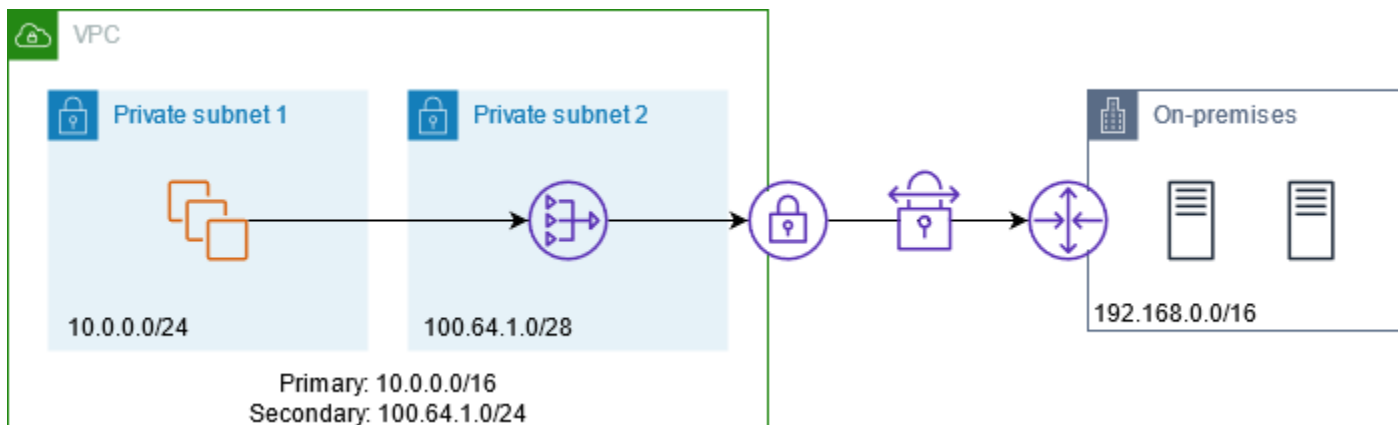 VPC
Private subnet 1
Private subnet 2
On-premises
10.0.0.0/24
100.64.1.0/28
192.168.0.0/16
Primary: 10.0.0.0/16
Secondary: 100.64.1.0/24